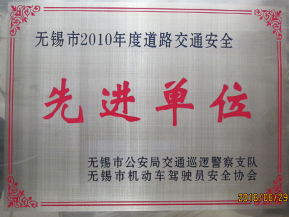 无锡市2010年度道路交通安全
先进单位
无锡市公安局交通巡逻警察支队
无锡市机动车驾驶员安全协会